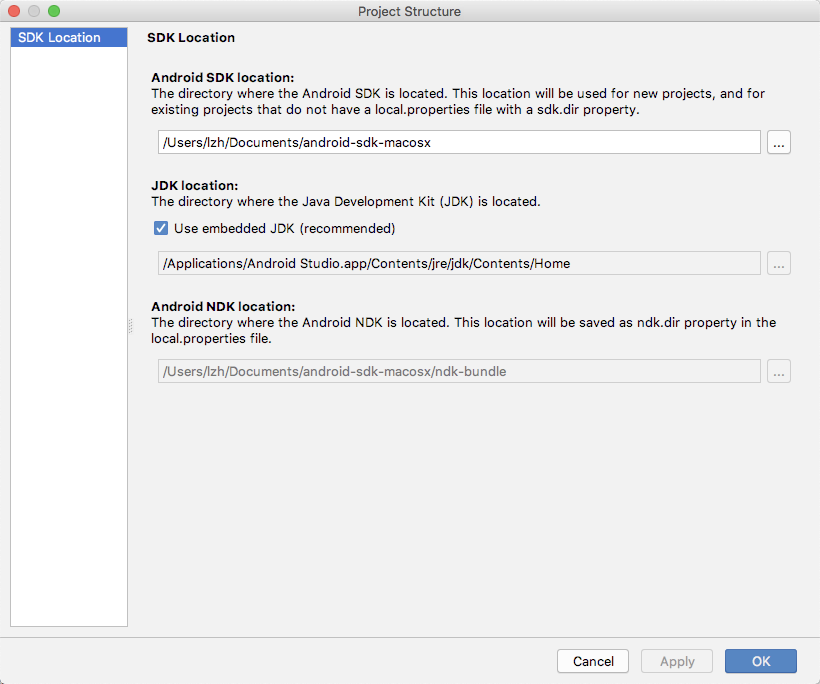 Project Structure
SDK Location
SDK Location
Android SDK location:
The directory where the Android SDK is located. This location will be used for new projects, and for
existing projects that do not have a local.properties file with a sdk.dir property.
/Users/lzh/Documents/android-sdk-macosx
...
JDK location:
The directory where the Java Development Kit (JDK) is located.
Use embedded JDK (recommended)
/Applications/Android Studio.app/Contents/jre/jdk/Contents/Home
...
Android NDK location:
The directory where the Android NDK is located. This location will be saved as ndk.dir property in the
local.properties file.
/Users/lzh/Documents/android-sdk-macosx/ndk-bundle
...
Cancel
Apply
OK